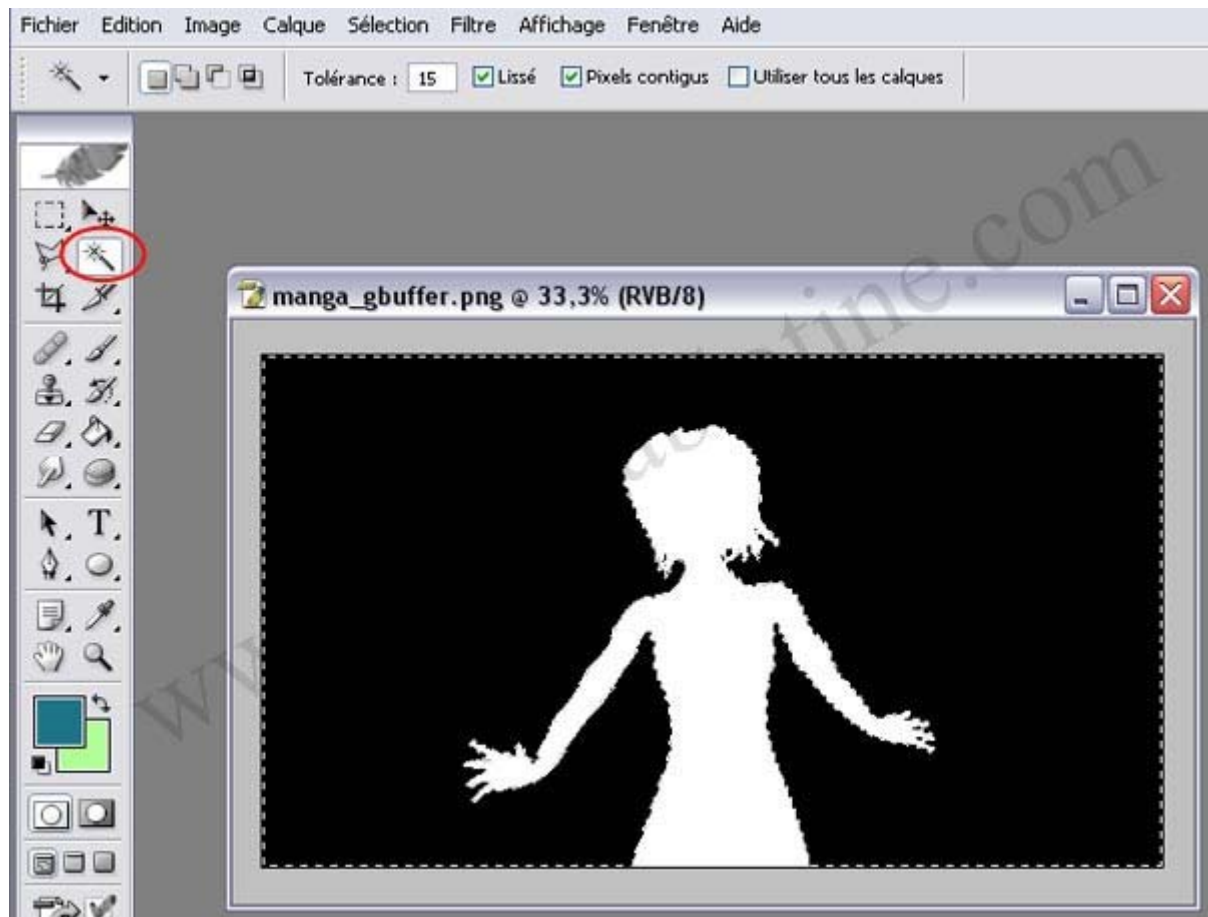 Fichier Edition Image Calque Sélection Filtre Affichage Fenêtre Aide
Tolérance : 15 Lissé Pixels contigus Utiliser tous les calques
manga_gbuffer.png @ 33,3% (RVB/8)
T